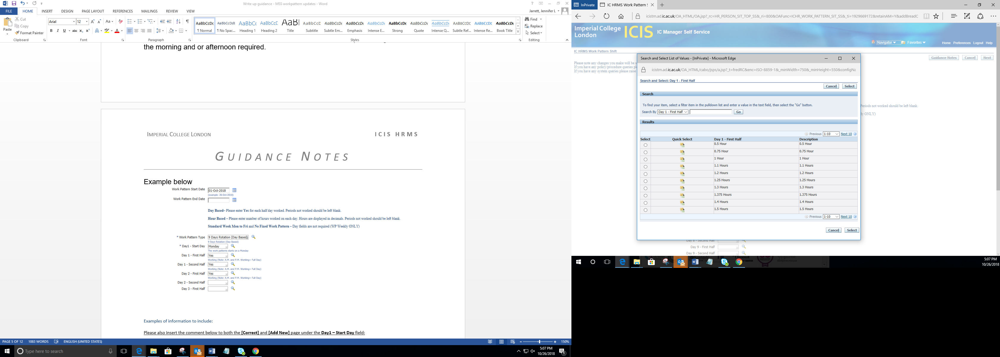 Write up guidance - MSS workpattern updates - Word
FILE HOME INSERT DESIGN PAGE LAYOUT REFERENCES MAILINGS REVIEW VIEW
Jarrett, Jennifer L
Paste
Cut
Copy
Format Painter
Clipboard
Arial 12
Font
Paragraph
AaBbCcDc AaBbCcDdE AaBbCc AaBbCcD AaBl AaBbCcD AaBbCcDc AaBbCcDc AaBbCcDc AaBbCcDc AaBbCcDc AaBbCcDc AABBCCDD AABBCCDD AaBbCcDc
¶ Normal ¶ No Spac... Heading 1 Heading 2 Title Subtitle Subtle Em... Emphasis Intense E... Strong Quote Intense Q... Subtle Ref... Intense Re... Book Title
Styles
Find
Replace
Select
Editing
the morning and or afternoon required.
IMPERIAL COLLEGE LONDON ICIS HRMS
GUIDANCE NOTES
Example below
Work Pattern Start Date 01-Oct-2018
(example: 26-Oct-2018)
Work Pattern End Date
Day Based– Please enter Yes for each half day worked. Periods not worked should be left blank.
Hour Based – Please enter number of hours worked on each day. Hours are displayed in decimals. Periods not worked should be left blank.
Standard Week Mon to Fri and No Fixed Work Pattern – Day fields are not required (WP Weekly ONLY)
* Work Pattern Type 9 Days Rotation (Day Based)
9 Days Rotation (Day Based)
* Day1 - Start Day Monday
The work patterns starts on a Monday
Day 1 - First Half Yes
Working (Note: A.M. and P.M. Working= Full Day)
Day 1 - Second Half Yes
Working (Note: A.M. and P.M. Working= Full Day)
Day 2 - First Half Yes
Working (Note: A.M. and P.M. Working= Full Day)
Day 2 - Second Half
Day 3 - First Half
Examples of information to include:
Please also insert the comment below to both the [Correct] and [Add New] page under the Day1 – Start Day field:
PAGE 5 OF 12 1083 WORDS ENGLISH (UNITED STATES) 150%
Type here to search
5:07 PM
10/26/2018
InPrivate IC HRMS Work Pattern S
icistrn.ad.ic.ac.uk/OA_HTML/OA.jsp?_rc=HR_PERSON_SIT_TOP_SS&_ri=800&OAFunc=ICHR_WORK_PATTERN_SIT_SS&_ti=1929669172&retainAM=Y&addBreadC
Imperial College
London
ICIS IC Manager Self Service
Navigator Favorites Home Preferences Logout Help
IC HRMS Work Pattern Shift
Guidance Notes Cancel Next
Please note any changes you make will be s
If you have any policy/procedure queries pl
If you have any system queries please raise
Periods not worked should be left blank.
ly ONLY)
Search and Select List of Values - [InPrivate] - Microsoft Edge
icistrn.ad.ic.ac.uk/OA_HTML/cabo/jsps/a.jsp?_t=fredRC&enc=ISO-8859-1&_minWidth=750&_minHeight=550&configNa
Search and Select: Day 1 - First Half
Cancel Select
Search
To find your item, select a filter item in the pulldown list and enter a value in the text field, then select the "Go" button.
Search By Day 1 - First Half Go
Results
Previous 1-10 Next 10
Select Quick Select Day 1 - First Half Description
0.5 Hour 0.5 Hour
0.75 Hour 0.75 Hour
1 Hour 1 Hour
1.1 Hours 1.1 Hours
1.2 Hours 1.2 Hours
1.25 Hours 1.25 Hours
1.3 Hours 1.3 Hours
1.375 Hours 1.375 Hours
1.4 Hours 1.4 Hours
1.5 Hours 1.5 Hours
Previous 1-10 Next 10
Cancel Select
Day 8 - Second Half
Day 9 - First Half
Day 9 - Second Half
5:07 PM
10/26/2018